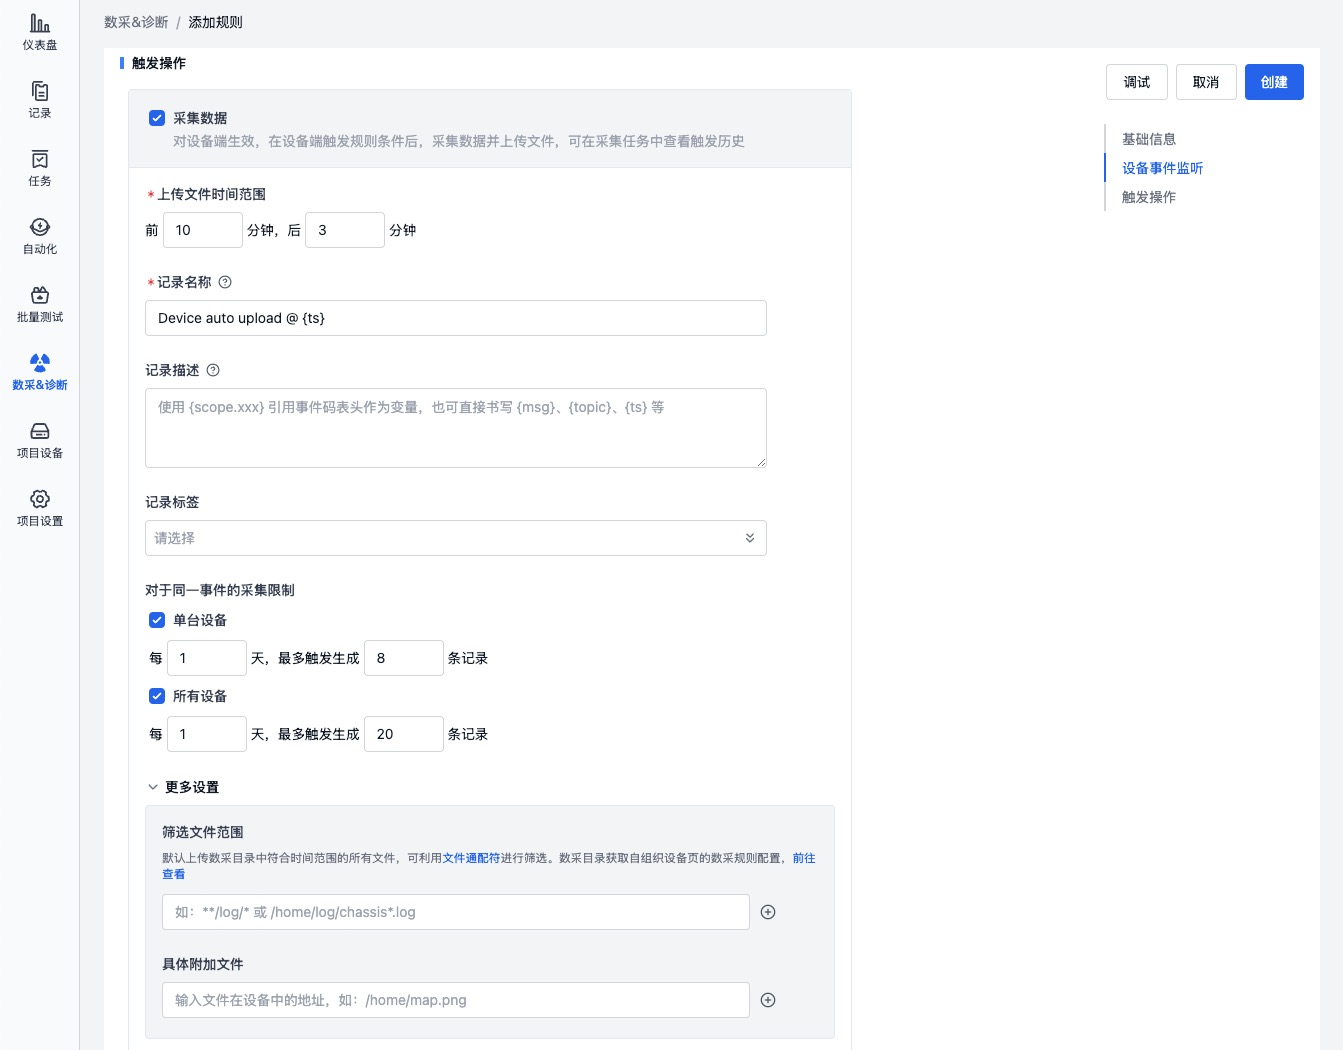 仪表盘
记录
任务
自动化
批量测试
数采&诊断
项目设备
项目设置
数采&诊断 / 添加规则
触发操作
调试
取消
创建
基础信息
设备事件监听
触发操作
采集数据
对设备端生效，在设备端触发规则条件后，采集数据并上传文件，可在采集任务中查看触发历史
*上传文件时间范围
前 10 分钟，后 3 分钟
*记录名称
Device auto upload @ {ts}
记录描述
使用 {scope.xxx} 引用事件码表头作为变量，也可直接书写 {msg}、{topic}、{ts} 等
记录标签
请选择
对于同一事件的采集限制
单台设备
每 1 天，最多触发生成 8 条记录
所有设备
每 1 天，最多触发生成 20 条记录
更多设置
筛选文件范围
默认上传数采目录中符合时间范围的所有文件，可利用文件通配符进行筛选。数采目录获取自组织设备页的数采规则配置，前往
查看
如：**/log/* 或 /home/log/chassis*.log
具体附加文件
输入文件在设备中的地址，如：/home/map.png